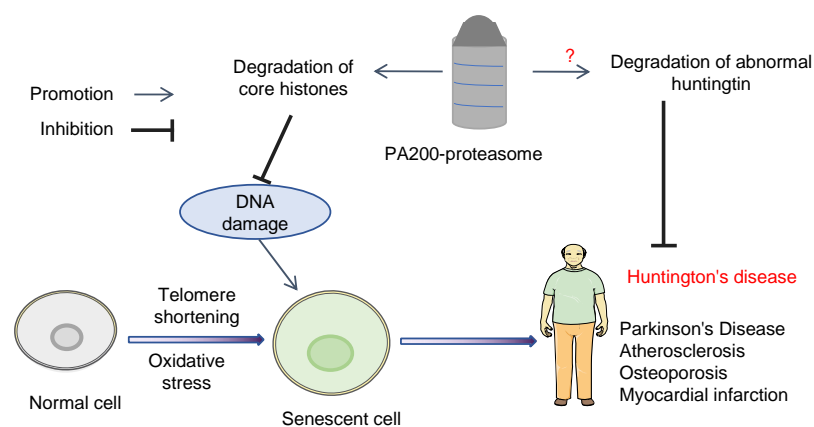 Promotion
Inhibition
Degradation of
core histones
?
Degradation of abnormal
huntingtin
PA200-proteasome
DNA
damage
Telomere
shortening
Oxidative
stress
Normal cell
Senescent cell
Huntington's disease
Parkinson's Disease
Atherosclerosis
Osteoporosis
Myocardial infarction